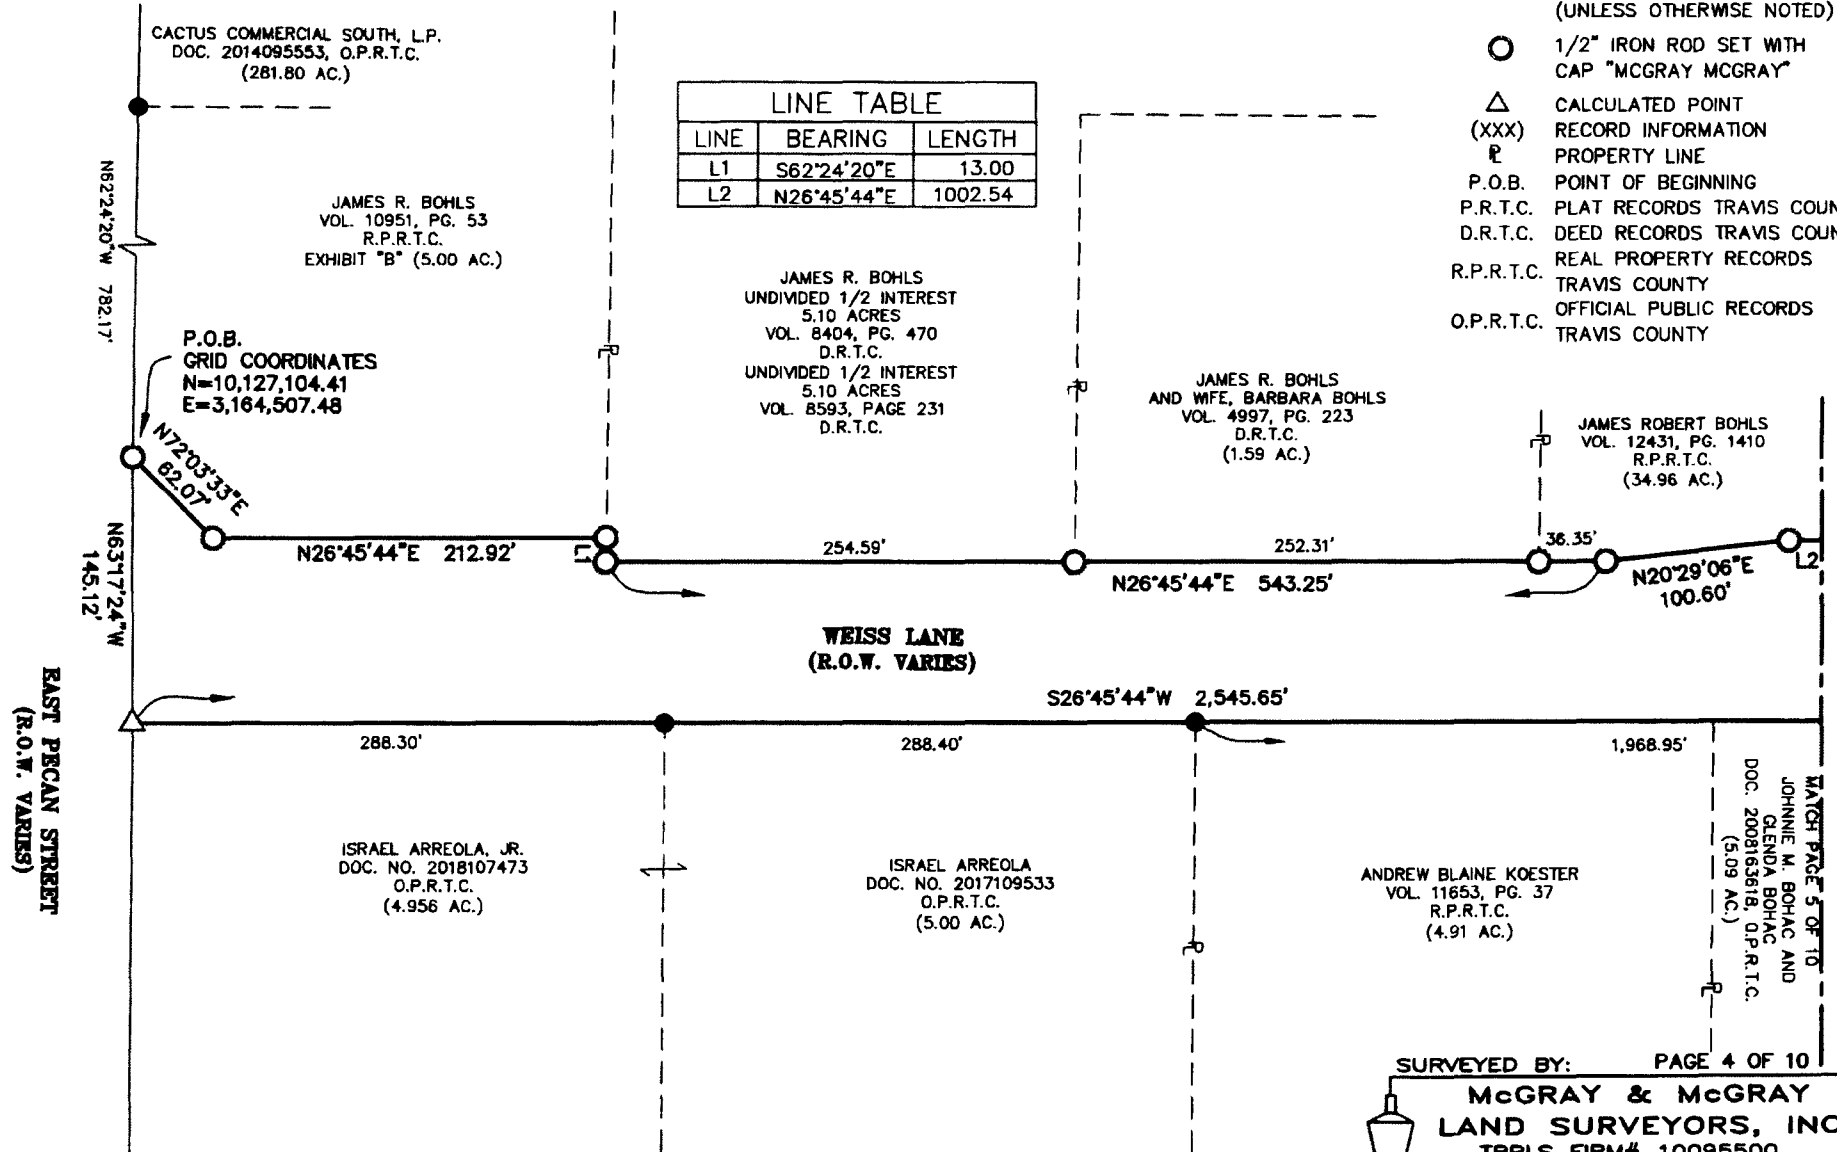 CACTUS COMMERCIAL SOUTH, L.P.
DOC. 2014095553, O.P.R.T.C.
(281.80 AC.)
LINE TABLE
LINE BEARING LENGTH
L1 S62°24'20"E 13.00
L2 N26°45'44"E 1002.54
(UNLESS OTHERWISE NOTED)
1/2" IRON ROD SET WITH
CAP "MCGRAY MCGRAY"
CALCULATED POINT
(XXX) RECORD INFORMATION
PROPERTY LINE
P.O.B. POINT OF BEGINNING
P.R.T.C. PLAT RECORDS TRAVIS COUN
D.R.T.C. DEED RECORDS TRAVIS COUN
R.P.R.T.C. REAL PROPERTY RECORDS
TRAVIS COUNTY
O.P.R.T.C. OFFICIAL PUBLIC RECORDS
TRAVIS COUNTY
N62°24'20"W 782.17'
JAMES R. BOHLS
VOL. 10951, PG. 53
R.P.R.T.C.
EXHIBIT "B" (5.00 AC.)
JAMES R. BOHLS
UNDIVIDED 1/2 INTEREST
5.10 ACRES
VOL. 8404, PG. 470
D.R.T.C.
UNDIVIDED 1/2 INTEREST
5.10 ACRES
VOL. 8593, PAGE 231
D.R.T.C.
JAMES R. BOHLS
AND WIFE, BARBARA BOHLS
VOL. 4997, PG. 223
D.R.T.C.
(1.59 AC.)
JAMES ROBERT BOHLS
VOL. 12431, PG. 1410
R.P.R.T.C.
(34.96 AC.)
P.O.B.
GRID COORDINATES
N=10,127,104.41
E=3,164,507.48
N72°03'33"E
62.07'
N26°45'44"E 212.92'
L1
254.59'
252.31'
36.35'
N26°45'44"E 543.25'
N20°29'06"E
100.60'
L2
N63°17'24"W
145.12'
WEISS LANE
(R.O.W. VARIES)
EAST PECAN STREET
(R.O.W. VARIES)
S26°45'44"W 2,545.65'
288.30'
288.40'
1,968.95'
ISRAEL ARREOLA, JR.
DOC. NO. 2018107473
O.P.R.T.C.
(4.956 AC.)
ISRAEL ARREOLA
DOC. NO. 2017109533
O.P.R.T.C.
(5.00 AC.)
ANDREW BLAINE KOESTER
VOL. 11653, PG. 37
R.P.R.T.C.
(4.91 AC.)
MATCH PAGE 5 OF 10
JOHNNIE M. BOHAC AND
GLENDA BOHAC
DOC. 2008163618, O.P.R.T.C.
(5.09 AC.)
SURVEYED BY: PAGE 4 OF 10
McGRAY & McGRAY
LAND SURVEYORS, INC
TBPLS FIRM# 10095500